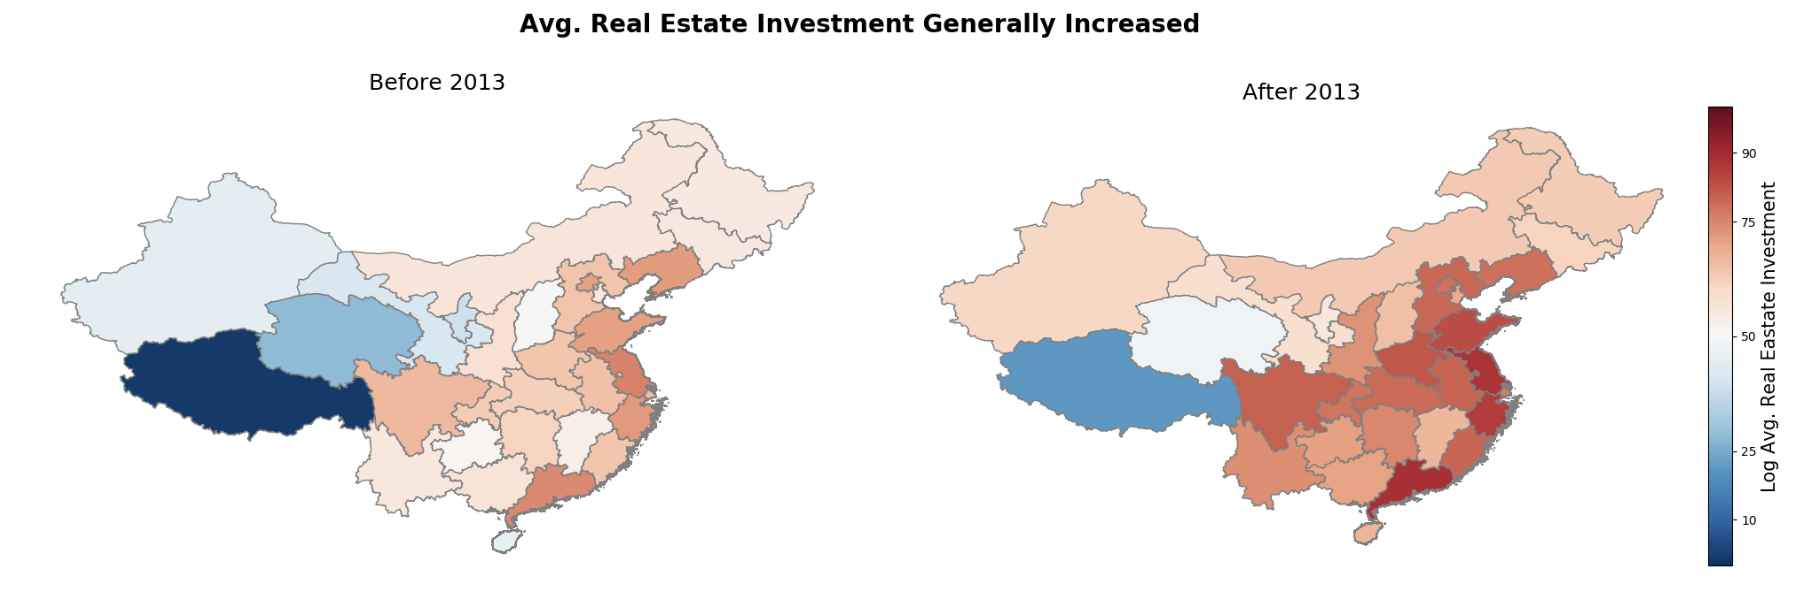 Avg. Real Estate Investment Generally Increased
Before 2013
After 2013
90
75
50
25
10
Log Avg. Real Eastate Investment